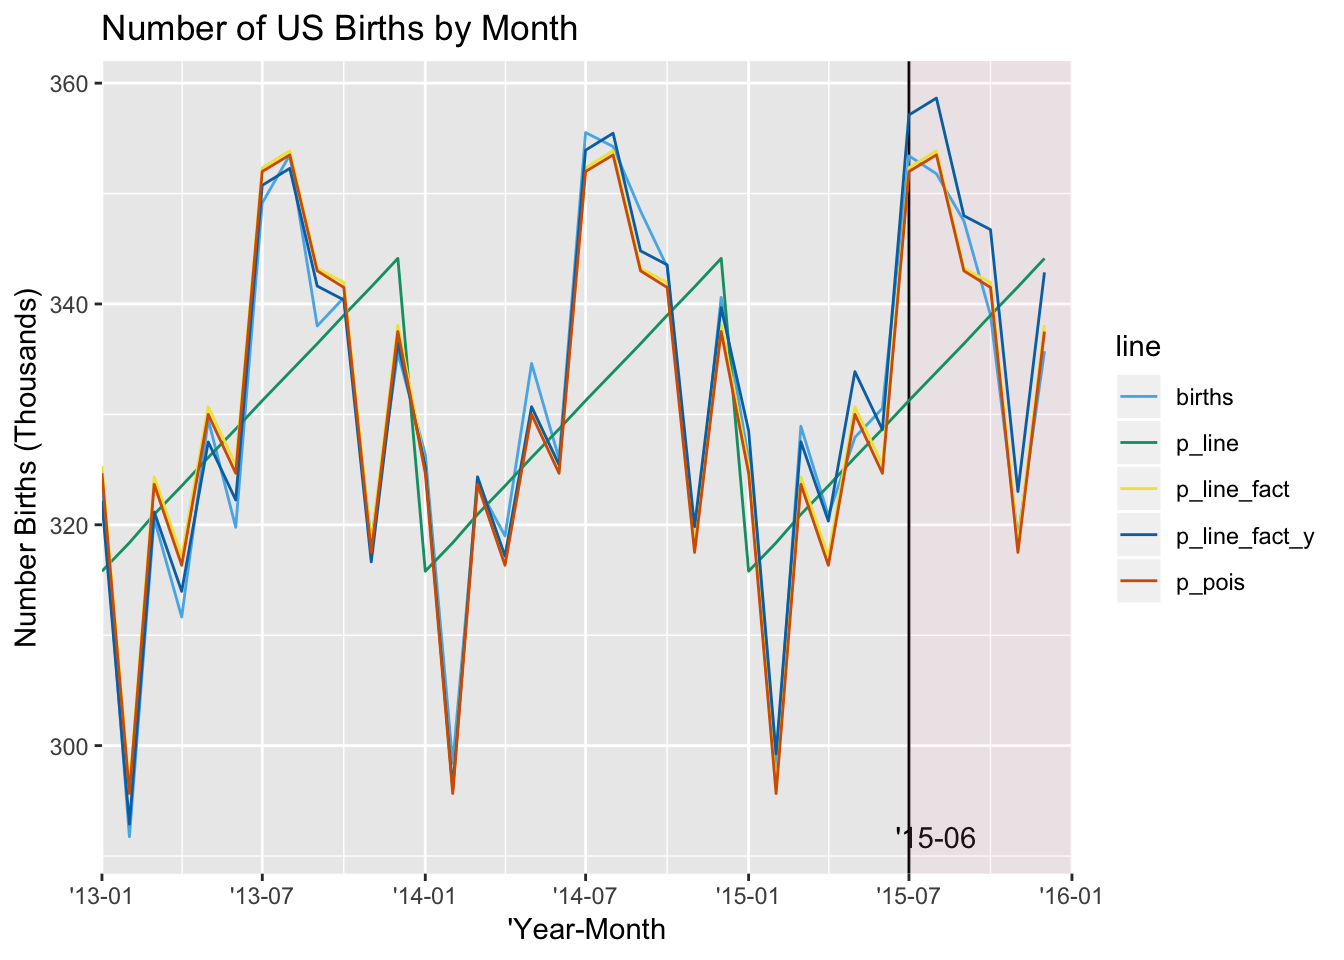 Number of US Births by Month
Number Births (Thousands)
360
340
320
300
'15-06
'13-01
'13-07
'14-01
'14-07
'15-01
'15-07
'16-01
'Year-Month
line
births
p_line
p_line_fact
p_line_fact_y
p_pois